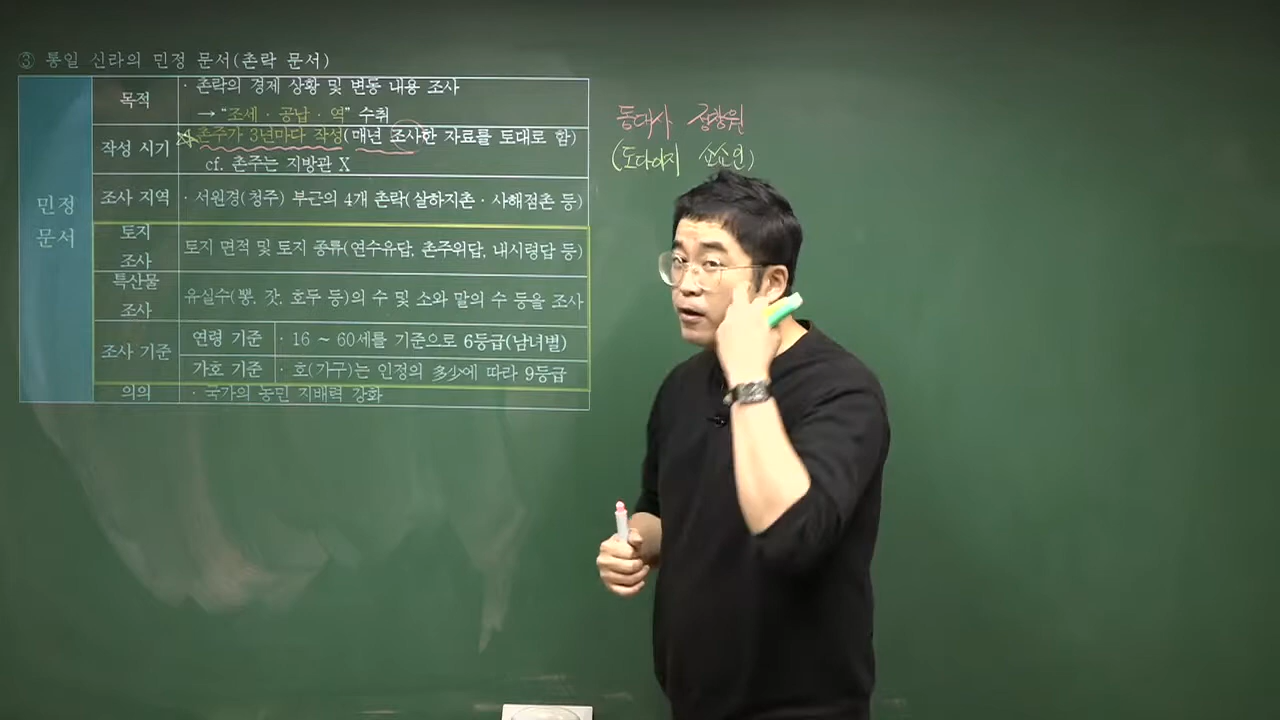 ③ 통일 신라의 민정 문서(촌락 문서)
민정
문서
목적
· 촌락의 경제 상황 및 변동 내용 조사
→ "조세 · 공납 · 역" 수취
작성 시기
☆촌주가 3년마다 작성(매년 조사한 자료를 토대로 함)
cf. 촌주는 지방관 X
조사 지역
· 서원경(청주) 부근의 4개 촌락(살하지촌 · 사해점촌 등)
토지
조사
토지 면적 및 토지 종류(연수유답, 촌주위답, 내시령답 등)
특산물
조사
유실수(뽕, 잣, 호두 등)의 수 및 소와 말의 수 등을 조사
조사 기준
연령 기준
· 16 ~ 60세를 기준으로 6등급(남녀별)
가호 기준
· 호(가구)는 인정의 多少에 따라 9등급
의의
· 국가의 농민 지배력 강화
동대사 정창원
(도다이지 쇼소인)